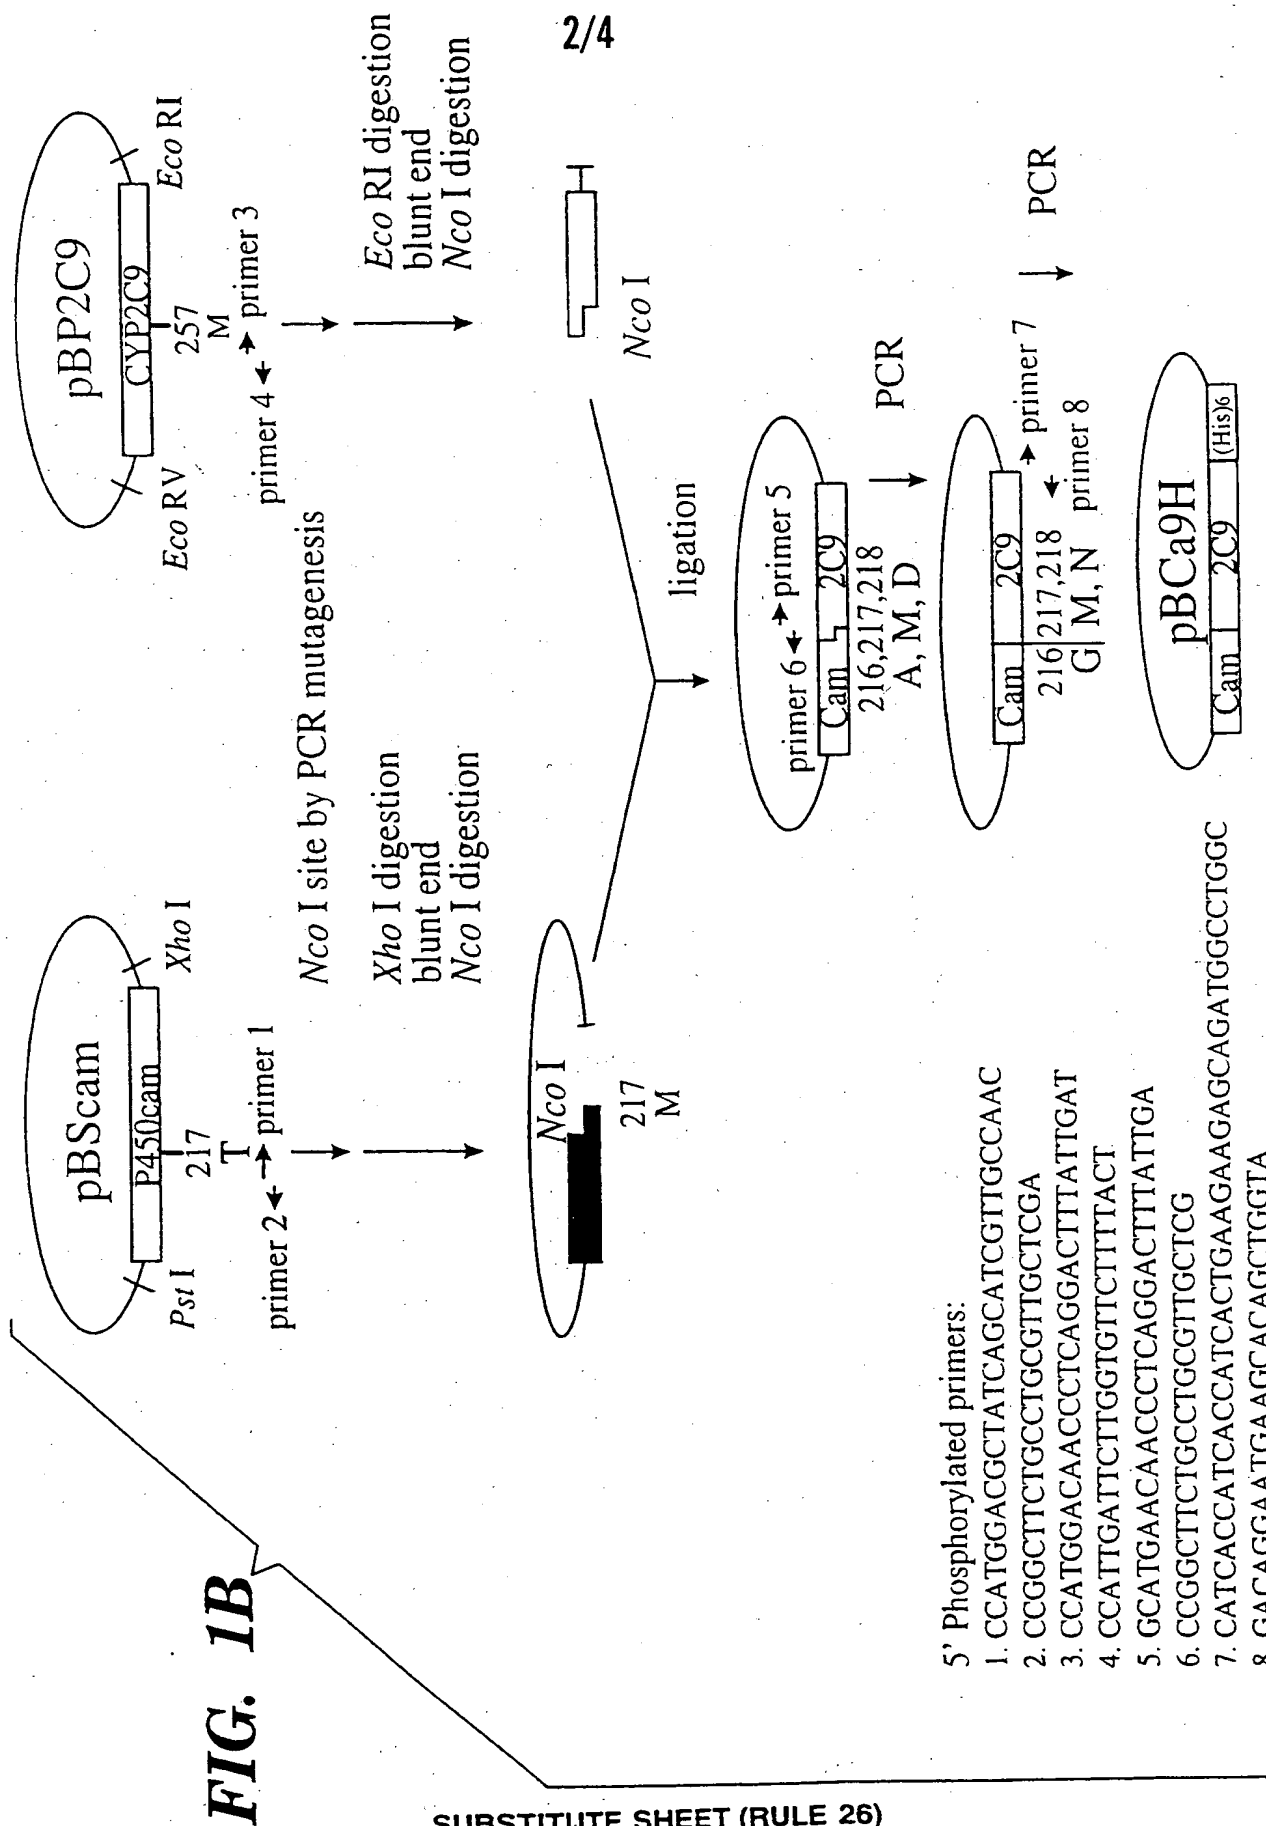 2/4
FIG. 1B
pBScam
Pst I
P450cam
Xho I
217
T
primer 2
primer 1
pBP2C9
Eco RV
CYP2C9
Eco RI
257
M
primer 4
primer 3
Nco I site by PCR mutagenesis
Xho I digestion
blunt end
Nco I digestion
Eco RI digestion
blunt end
Nco I digestion
Nco I
217
M
Nco I
ligation
primer 6
primer 5
Cam
2C9
216,217,218
A, M, D
PCR
Cam
2C9
216
217,218
G
M, N
primer 7
primer 8
PCR
pBCa9H
Cam
2C9
(His)6
5' Phosphorylated primers:
1. CCATGGACGCTATCAGCATCGTTGCCAAC
2. CCGGCTTCTGCCTGCGTTGCTCGA
3. CCATGGACAACCCTCAGGACTTTATTGAT
4. CCATTGATTCTTGGTGTTCTTTTACT
5. GCATGAACAACCCTCAGGACTTTATTGA
6. CCGGCTTCTGCCTGCGTTGCTCG
7. CATCACCATCACCATCACTGAAGAAGAGCAGATGGCCTGGC
8. GACAGGAATGAAGCACAGCTGGTA
SUBSTITUTE SHEET (RULE 26)